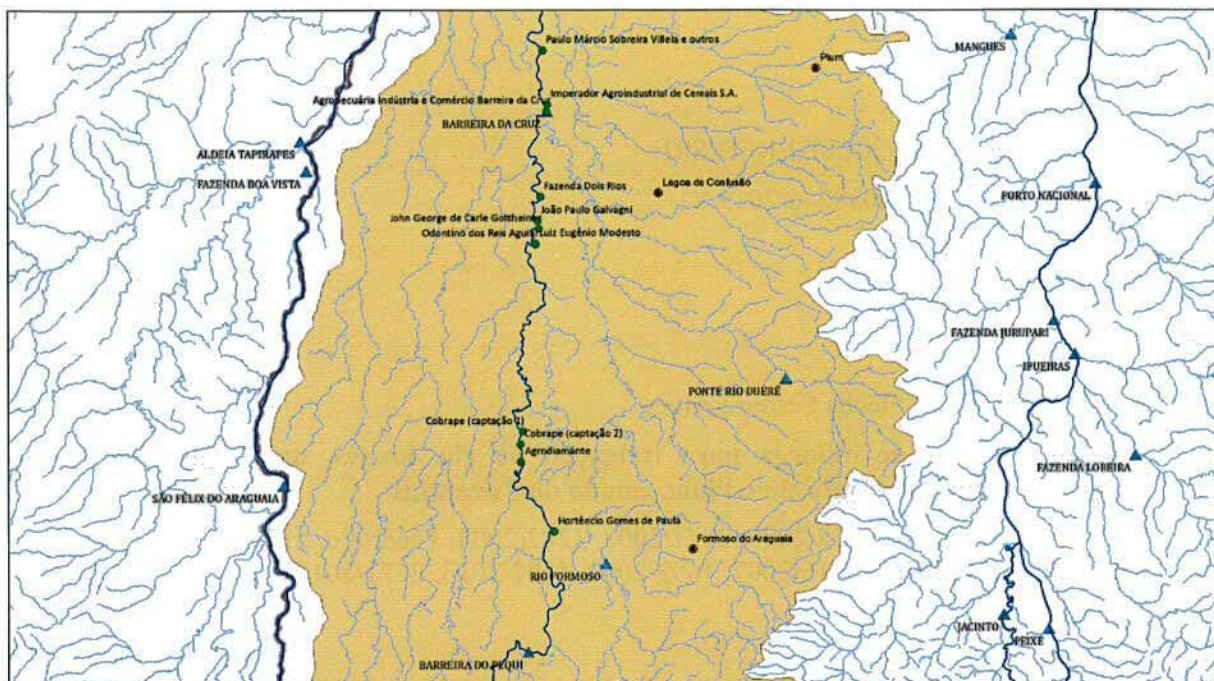 Paulo Márcio Sobreira Villela e outros
MANGUES
Pium
Imperador Agroindustrial de Cereais S.A.
Agropecuária Indústria e Comércio Barreira da Cruz
BARREIRA DA CRUZ
ALDEIA TAPIRAPES
FAZENDA BOA VISTA
Fazenda Dois Rios
Lagoa da Confusão
PORTO NACIONAL
João Paulo Galvagni
John George de Carle Gottheiner
Odontino dos Reis Aguis
Luiz Eugênio Modesto
FAZENDA JURUPARI
IPUEIRAS
PONTE RIO DUERÉ
Cobrape (captação 1)
Cobrape (captação 2)
Agrodiamante
FAZENDA LOBEIRA
SÃO FÉLIX DO ARAGUAIA
Hortêncio Gomes de Paula
Formoso do Araguaia
RIO FORMOSO
JACINTO
PEIXE
BARREIRA DO PEQUI